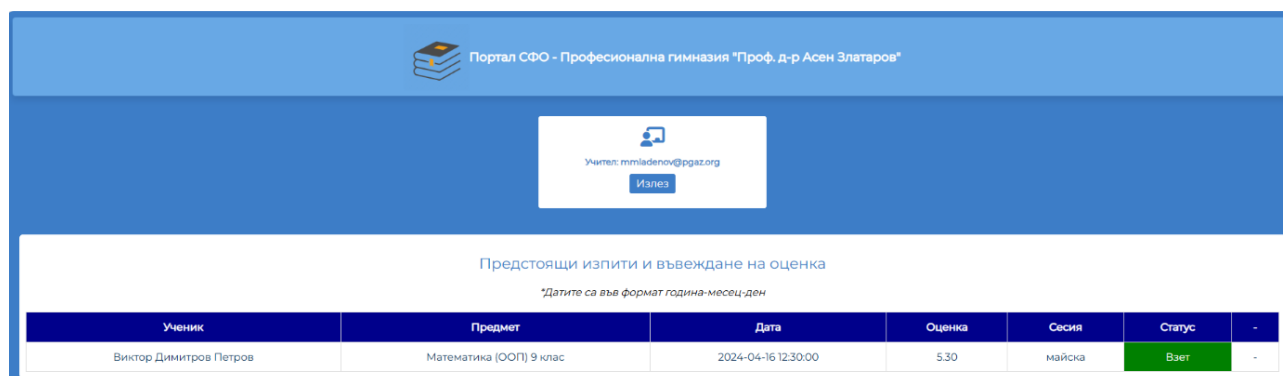 Портал СФО - Професионална гимназия "Проф. д-р Асен Златаров"
Учител: mmladenov@pgaz.org
Излез
Предстоящи изпити и въвеждане на оценка
*Датите са във формат година-месец-ден
Ученик Предмет Дата Оценка Сесия Статус -
Виктор Димитров Петров Математика (ООП) 9 клас 2024-04-16 12:30:00 5.30 майска Взет -